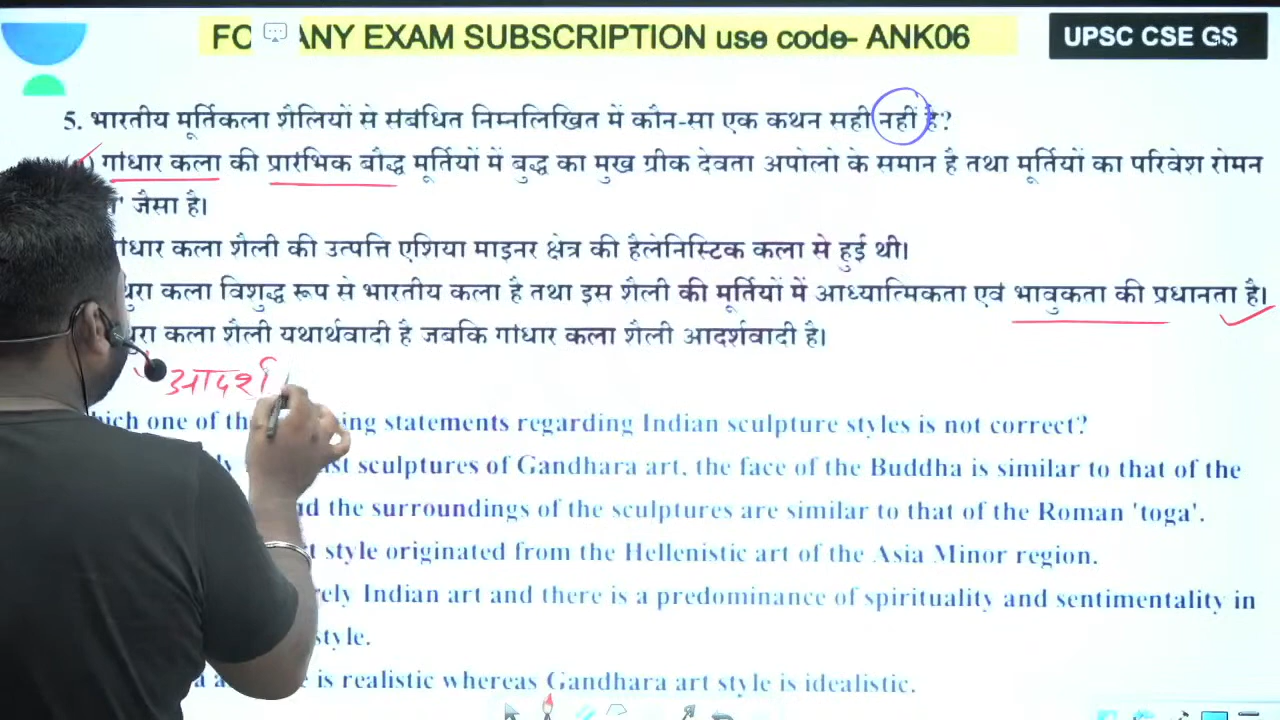 FO ANY EXAM SUBSCRIPTION use code- ANK06
UPSC CSE GS
5. भारतीय मूर्तिकला शैलियों से संबंधित निम्नलिखित में कौन-सा एक कथन सही नहीं है?
) गांधार कला की प्रारंभिक बौद्ध मूर्तियों में बुद्ध का मुख ग्रीक देवता अपोलो के समान है तथा मूर्तियों का परिवेश रोमन
' जैसा है।
ांधार कला शैली की उत्पत्ति एशिया माइनर क्षेत्र की हैलेनिस्टिक कला से हुई थी।
थुरा कला विशुद्ध रूप से भारतीय कला है तथा इस शैली की मूर्तियों में आध्यात्मिकता एवं भावुकता की प्रधानता है।
ुरा कला शैली यथार्थवादी है जबकि गांधार कला शैली आदर्शवादी है।
आदर्श
hich one of the ing statements regarding Indian sculpture styles is not correct?
st sculptures of Gandhara art, the face of the Buddha is similar to that of the
d the surroundings of the sculptures are similar to that of the Roman 'toga'.
t style originated from the Hellenistic art of the Asia Minor region.
rely Indian art and there is a predominance of spirituality and sentimentality in
style.
is realistic whereas Gandhara art style is idealistic.